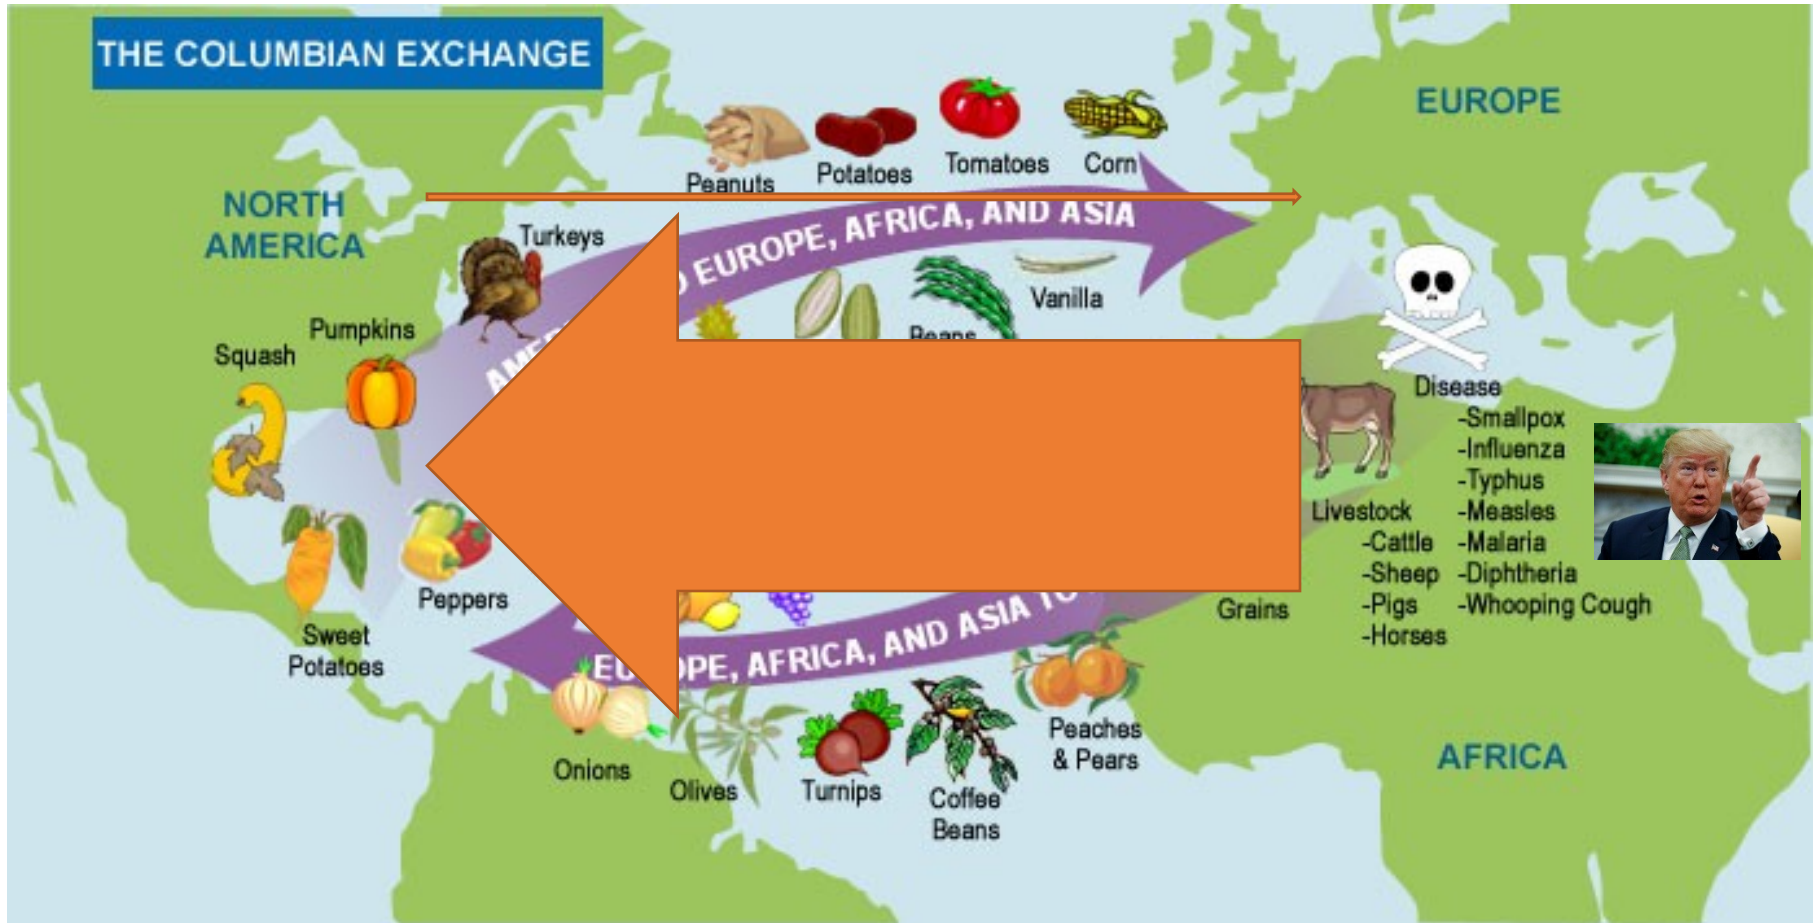 THE COLUMBIAN EXCHANGE
EUROPE
NORTH
AMERICA
Peanuts
Potatoes
Tomatoes
Corn
Turkeys
EUROPE, AFRICA, AND ASIA
Vanilla
Beans
Pumpkins
Squash
Disease
-Smallpox
-Influenza
-Typhus
-Measles
-Malaria
-Diphtheria
-Whooping Cough
Livestock
-Cattle
-Sheep
-Pigs
-Horses
Grains
Peppers
Sweet
Potatoes
AFRICA, AND ASIA TO
Onions
Olives
Turnips
Coffee
Beans
Peaches
& Pears
AFRICA